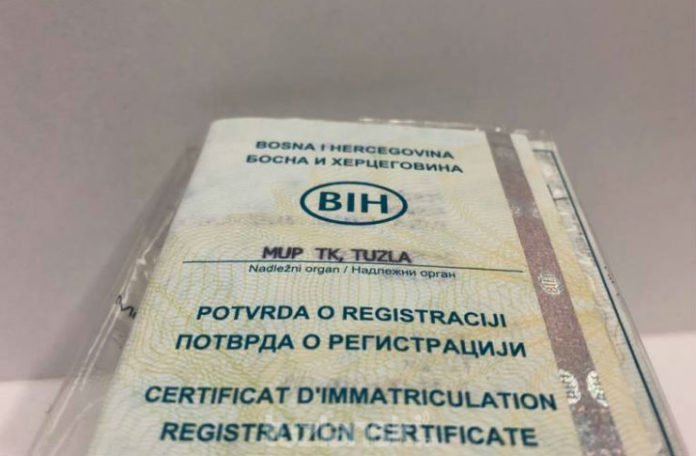 BOSNA I HERCEGOVINA
БОСНА И ХЕРЦЕГОВИНА
BIH
MUP TK, TUZLA
Nadležni organ / Надлежни орган
POTVRDA O REGISTRACIJI
ПОТВРДА О РЕГИСТРАЦИЈИ
CERTIFICAT D'IMMATRICULATION
REGISTRATION CERTIFICATE
BIH